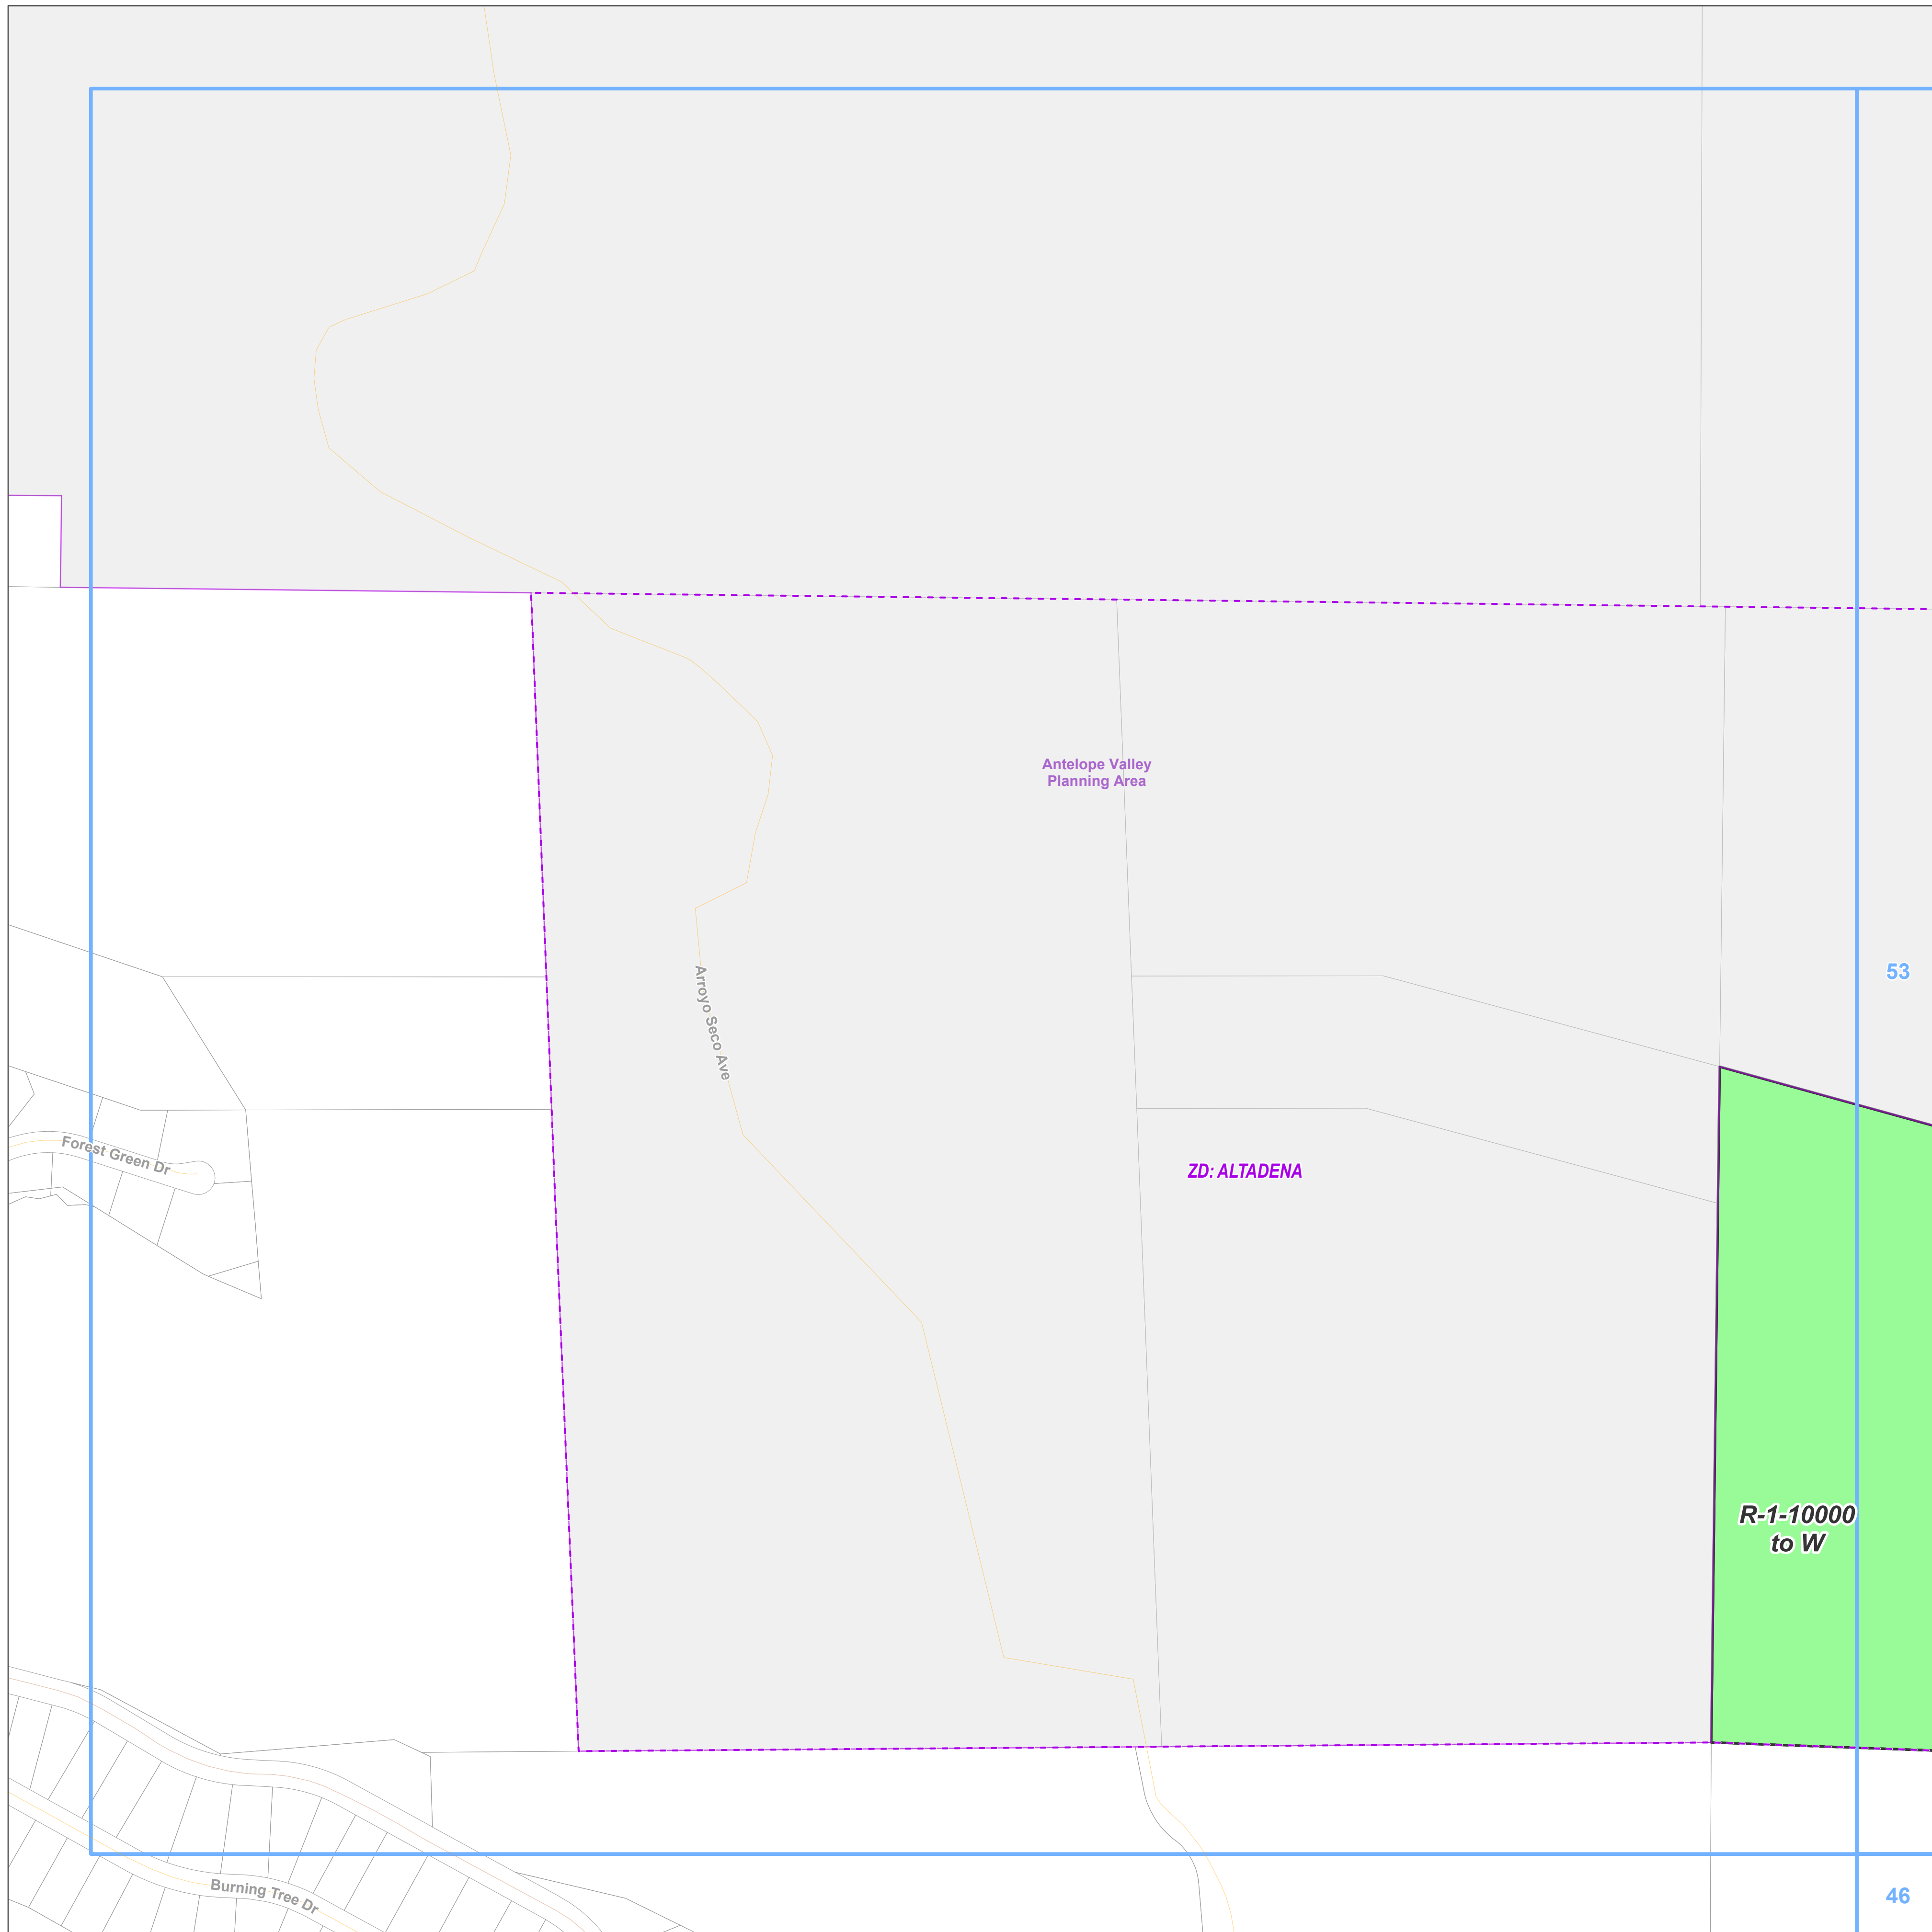 Antelope Valley
Planning Area
53
Arroyo Seco Ave
Forest Green Dr
ZD: ALTADENA
R-1-10000
to W
Burning Tree Dr
46